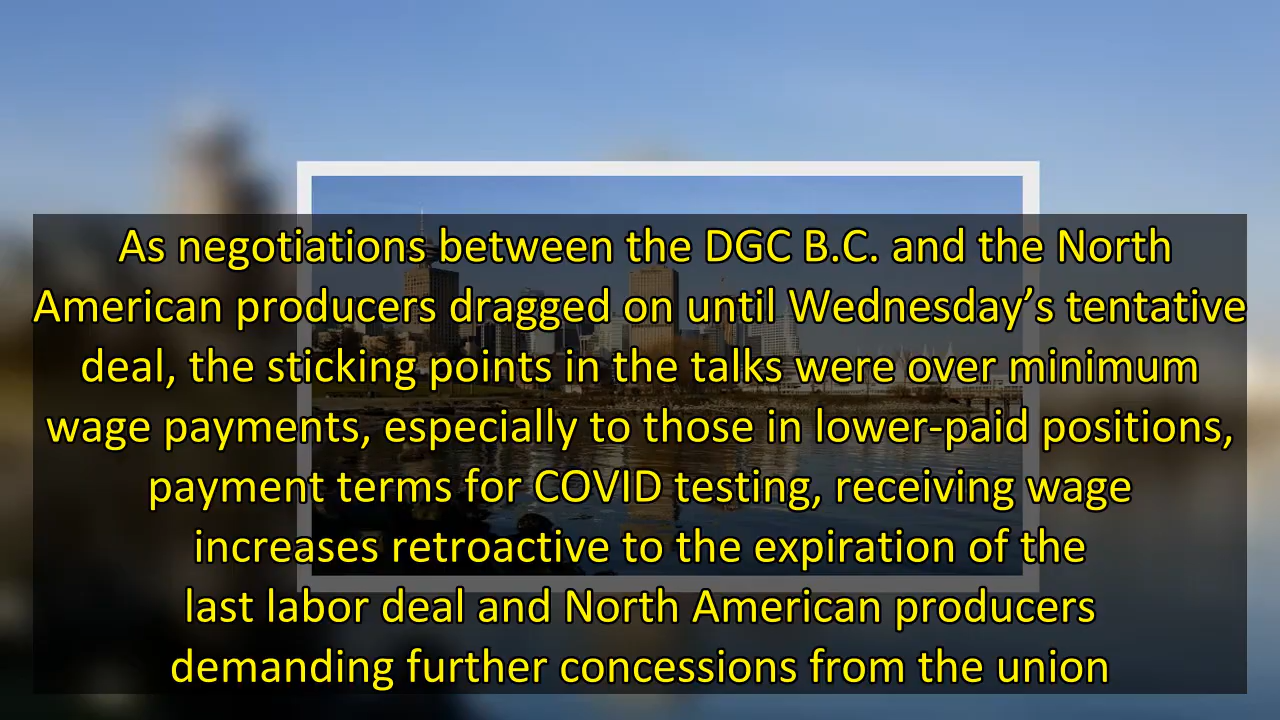 As negotiations between the DGC B.C. and the North
American producers dragged on until Wednesday’s tentative
deal, the sticking points in the talks were over minimum
wage payments, especially to those in lower-paid positions,
payment terms for COVID testing, receiving wage
increases retroactive to the expiration of the
last labor deal and North American producers
demanding further concessions from the union